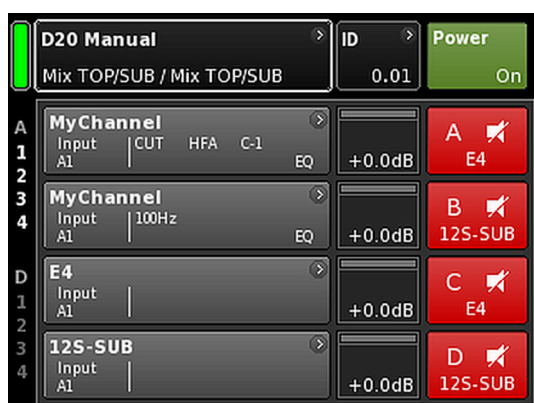 D20 Manual
Mix TOP/SUB / Mix TOP/SUB
ID
0.01
Power
On
A
1
2
3
4
D
1
2
3
4
MyChannel
Input CUT HFA C-1
A1 EQ
+0.0dB
A
E4
MyChannel
Input 100Hz
A1 EQ
+0.0dB
B
12S-SUB
E4
Input
A1
+0.0dB
C
E4
12S-SUB
Input
A1
+0.0dB
D
12S-SUB